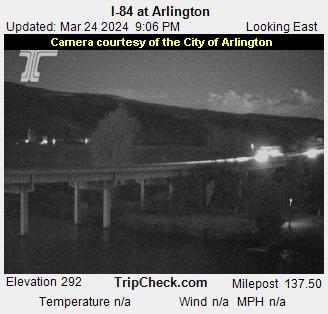 I-84 at Arlington
Updated: Mar 24 2024 9:06 PM Looking East
Camera courtesy of the City of Arlington
Elevation 292 TripCheck.com Milepost 137.50
Temperature n/a Wind n/a MPH n/a